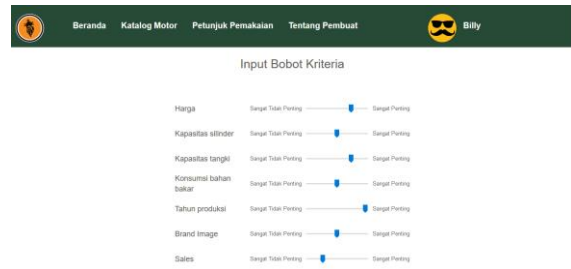 Beranda Katalog Motor Petunjuk Pemakaian Tentang Pembuat Billy
Input Bobot Kriteria
Harga Sangat Tidak Penting Sangat Penting
Kapasitas silinder Sangat Tidak Penting Sangat Penting
Kapasitas tangki Sangat Tidak Penting Sangat Penting
Konsumsi bahan
bakar Sangat Tidak Penting Sangat Penting
Tahun produksi Sangat Tidak Penting Sangat Penting
Brand Image Sangat Tidak Penting Sangat Penting
Sales Sangat Tidak Penting Sangat Penting